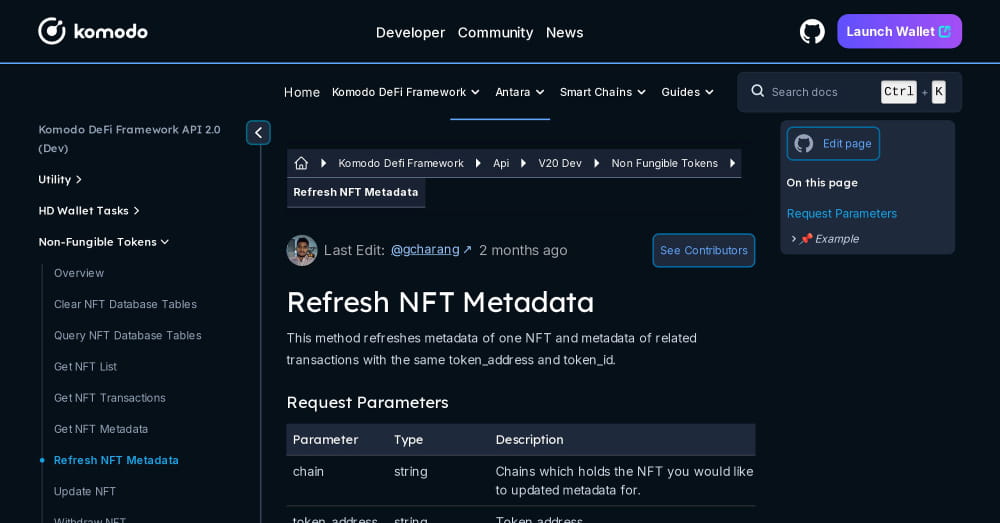 komodo
Developer Community News
Launch Wallet
Home Komodo DeFi Framework Antara Smart Chains Guides
Search docs Ctrl + K
Komodo DeFi Framework API 2.0
(Dev)
Utility
HD Wallet Tasks
Non-Fungible Tokens
Overview
Clear NFT Database Tables
Query NFT Database Tables
Get NFT List
Get NFT Transactions
Get NFT Metadata
Refresh NFT Metadata
Update NFT
Withdraw NFT
Komodo Defi Framework Api V20 Dev Non Fungible Tokens
Refresh NFT Metadata
Last Edit: @gcharang ↗ 2 months ago
See Contributors
Refresh NFT Metadata
This method refreshes metadata of one NFT and metadata of related
transactions with the same token_address and token_id.
Request Parameters
Parameter Type Description
chain string Chains which holds the NFT you would like
to updated metadata for.
token_address string Token address
Edit page
On this page
Request Parameters
📌 Example